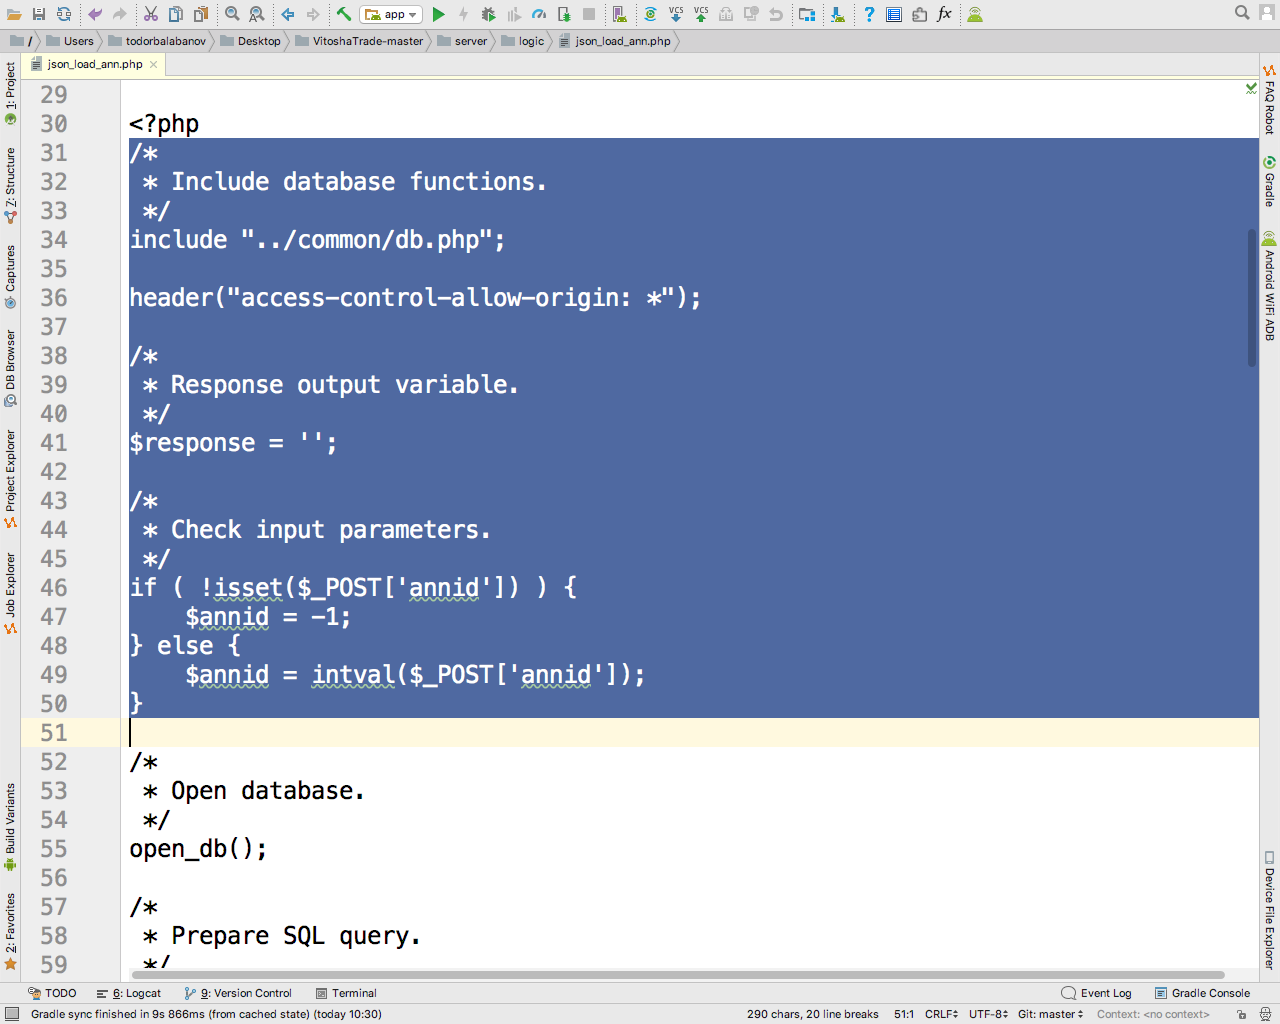 app
VCS
VCS
?
fx
/
Users
todorbalabanov
Desktop
VitoshaTrade-master
server
logic
json_load_ann.php
json_load_ann.php
1: Project
Z: Structure
Captures
DB Browser
Project Explorer
Job Explorer
Build Variants
2: Favorites
29
30 <?php
31 /*
32  * Include database functions.
33  */
34 include "../common/db.php";
35
36 header("access-control-allow-origin: *");
37
38 /*
39  * Response output variable.
40  */
41 $response = '';
42
43 /*
44  * Check input parameters.
45  */
46 if ( !isset($_POST['annid']) ) {
47     $annid = -1;
48 } else {
49     $annid = intval($_POST['annid']);
50 }
51
52 /*
53  * Open database.
54  */
55 open_db();
56
57 /*
58  * Prepare SQL query.
59  */
FAQ Robot
Gradle
Android WiFi ADB
Device File Explorer
TODO
6: Logcat
9: Version Control
Terminal
Event Log
Gradle Console
Gradle sync finished in 9s 866ms (from cached state) (today 10:30)
290 chars, 20 line breaks
51:1
CRLF
UTF-8
Git: master
Context: <no context>